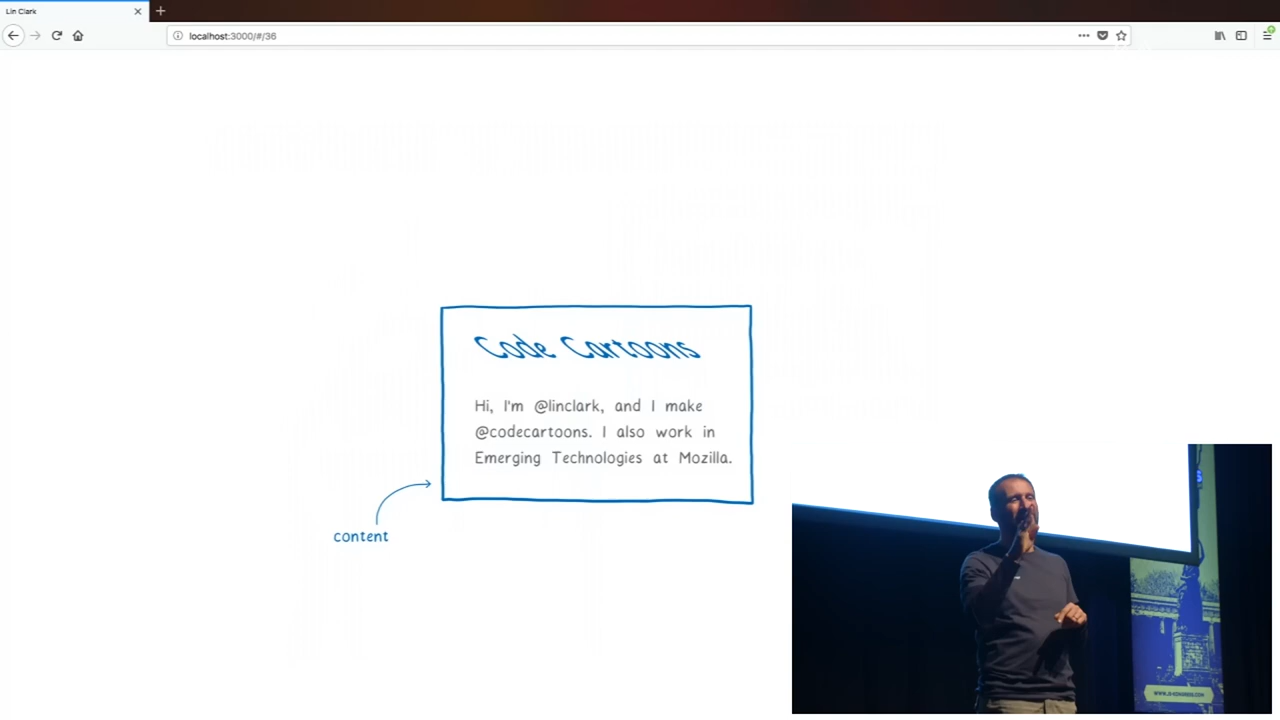 Lin Clark
localhost:3000/#/36
Code Cartoons
Hi, I'm @linclark, and I make
@codecartoons. I also work in
Emerging Technologies at Mozilla.
content